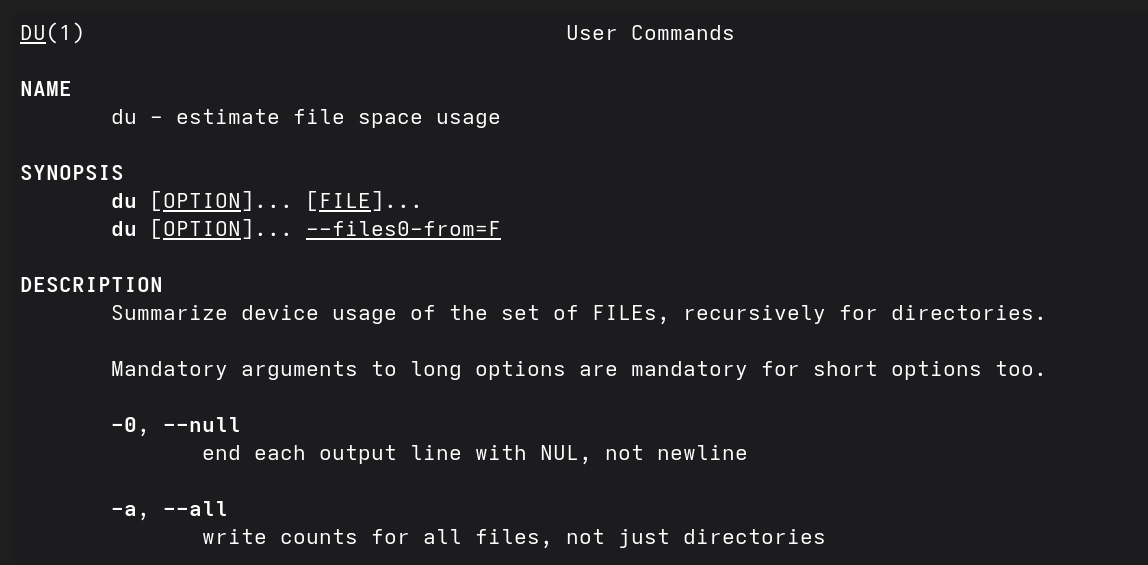 DU(1) User Commands
NAME
du - estimate file space usage
SYNOPSIS
du [OPTION]... [FILE]...
du [OPTION]... --files0-from=F
DESCRIPTION
Summarize device usage of the set of FILEs, recursively for directories.
Mandatory arguments to long options are mandatory for short options too.
-0, --null
end each output line with NUL, not newline
-a, --all
write counts for all files, not just directories